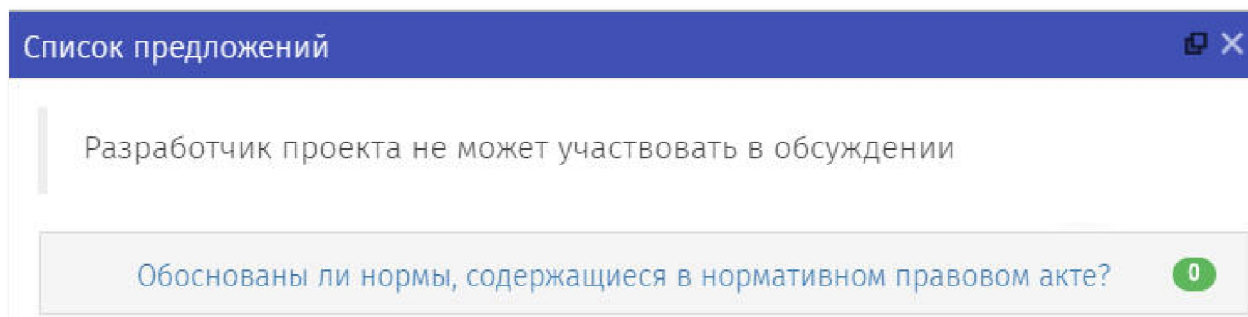 Список предложений
Разработчик проекта не может участвовать в обсуждении
Обоснованы ли нормы, содержащиеся в нормативном правовом акте? 0